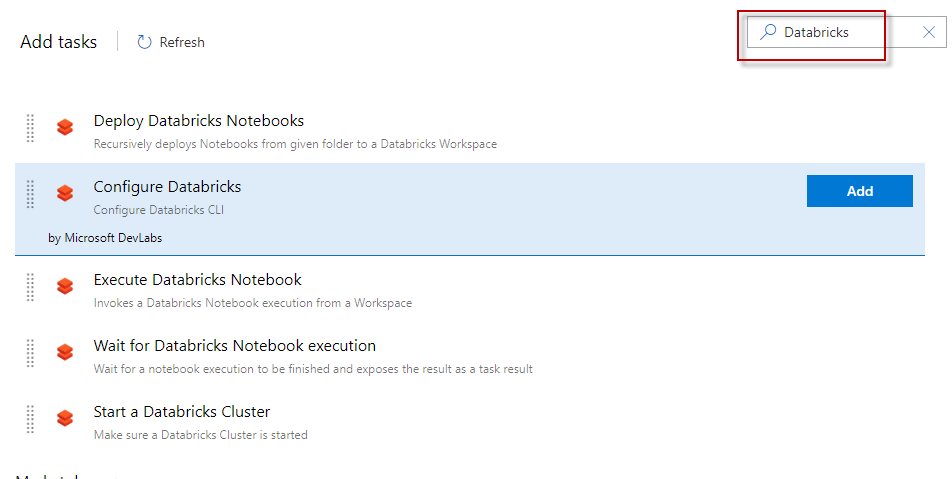 Add tasks
Refresh
Databricks
Deploy Databricks Notebooks
Recursively deploys Notebooks from given folder to a Databricks Workspace
Configure Databricks
Add
Configure Databricks CLI
by Microsoft DevLabs
Execute Databricks Notebook
Invokes a Databricks Notebook execution from a Workspace
Wait for Databricks Notebook execution
Wait for a notebook execution to be finished and exposes the result as a task result
Start a Databricks Cluster
Make sure a Databricks Cluster is started